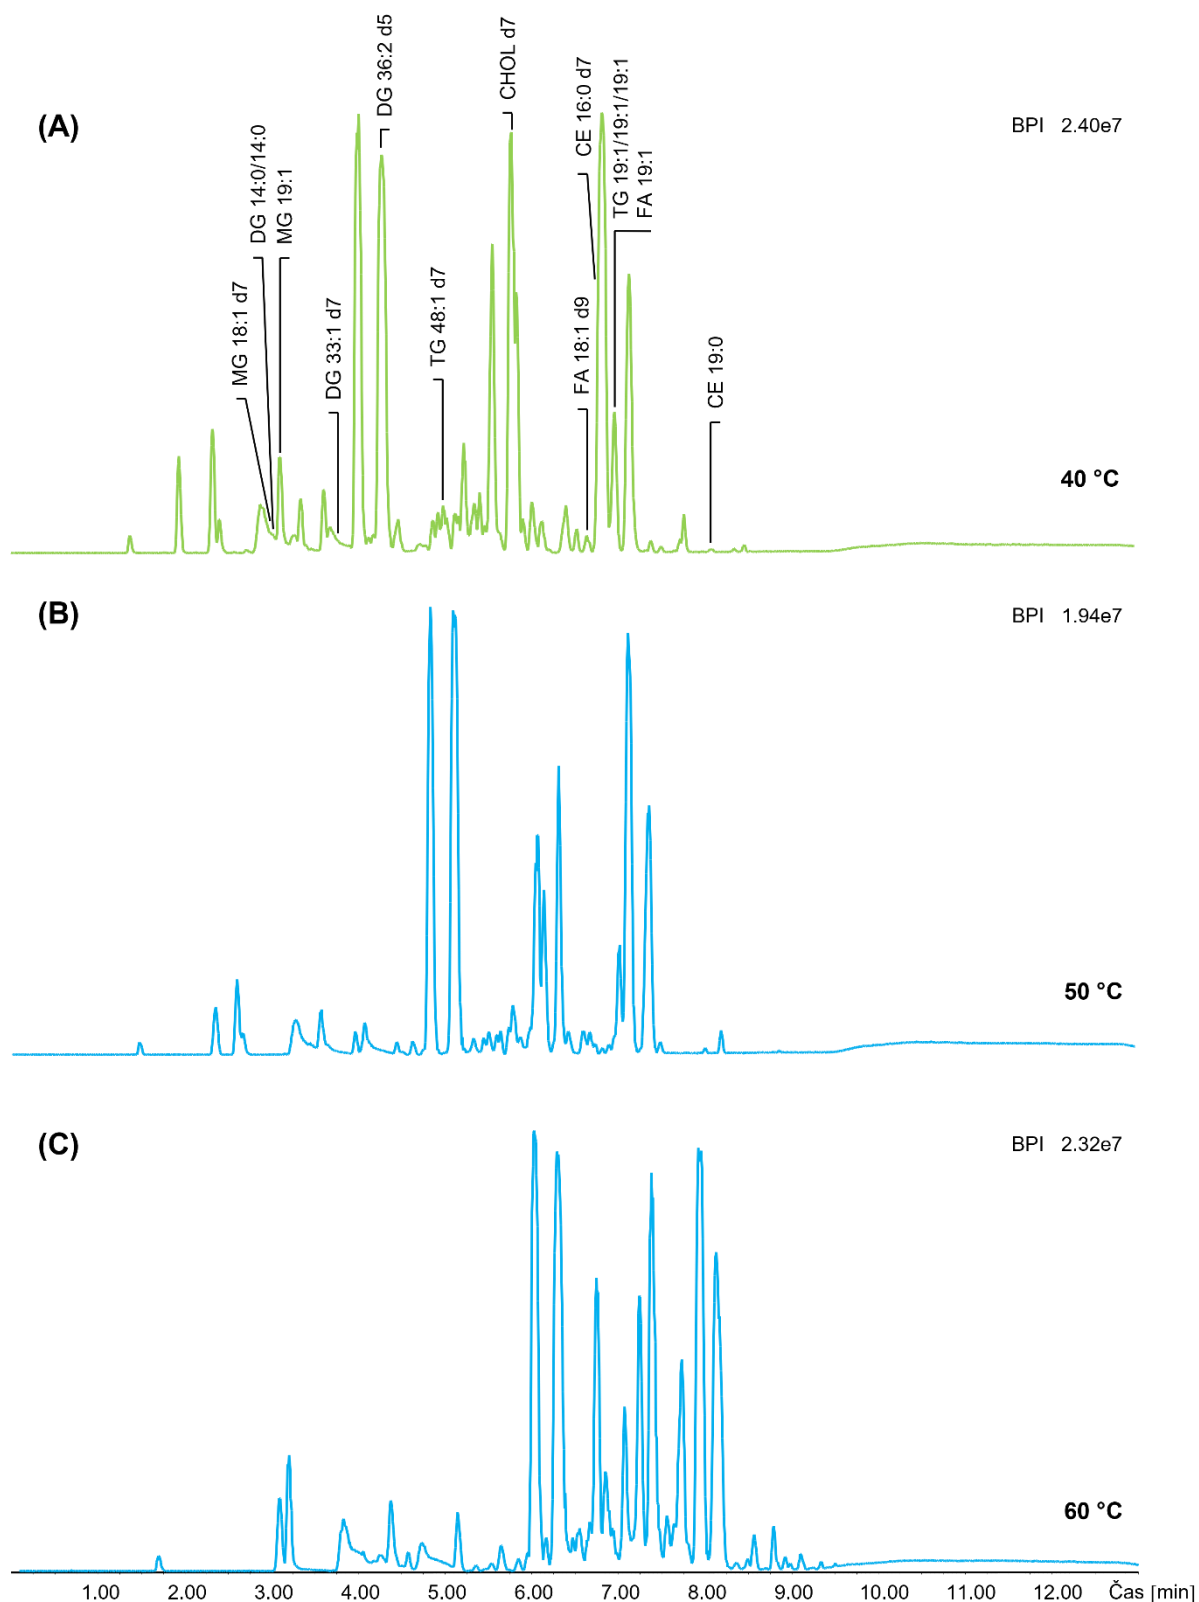 (A)
BPI 2.40e7
MG 18:1 d7
DG 14:0/14:0
MG 19:1
DG 33:1 d7
DG 36:2 d5
TG 48:1 d7
CHOL d7
FA 18:1 d9
CE 16:0 d7
TG 19:1/19:1/19:1
FA 19:1
CE 19:0
40 °C
(B)
BPI 1.94e7
50 °C
(C)
BPI 2.32e7
60 °C
1.00 2.00 3.00 4.00 5.00 6.00 7.00 8.00 9.00 10.00 11.00 12.00 Čas [min]